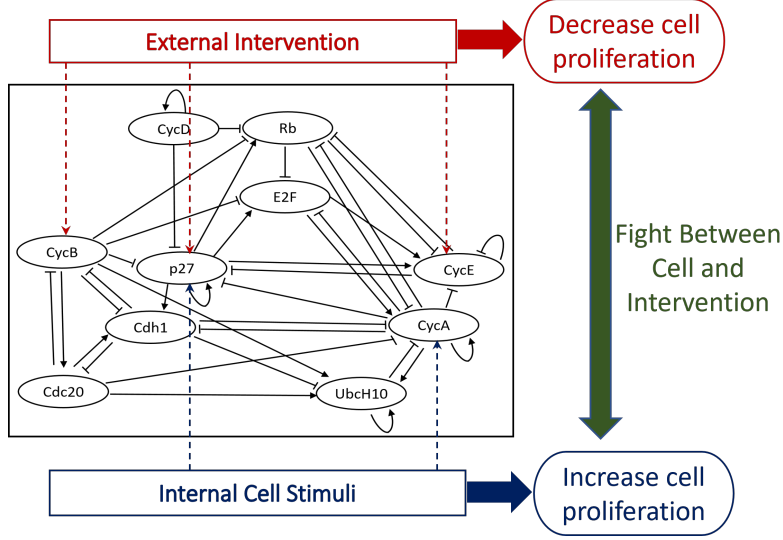 External Intervention
Decrease cell
proliferation
CycD
Rb
E2F
CycB
p27
CycE
Cdh1
CycA
Cdc20
UbcH10
Fight Between
Cell and
Intervention
Internal Cell Stimuli
Increase cell
proliferation